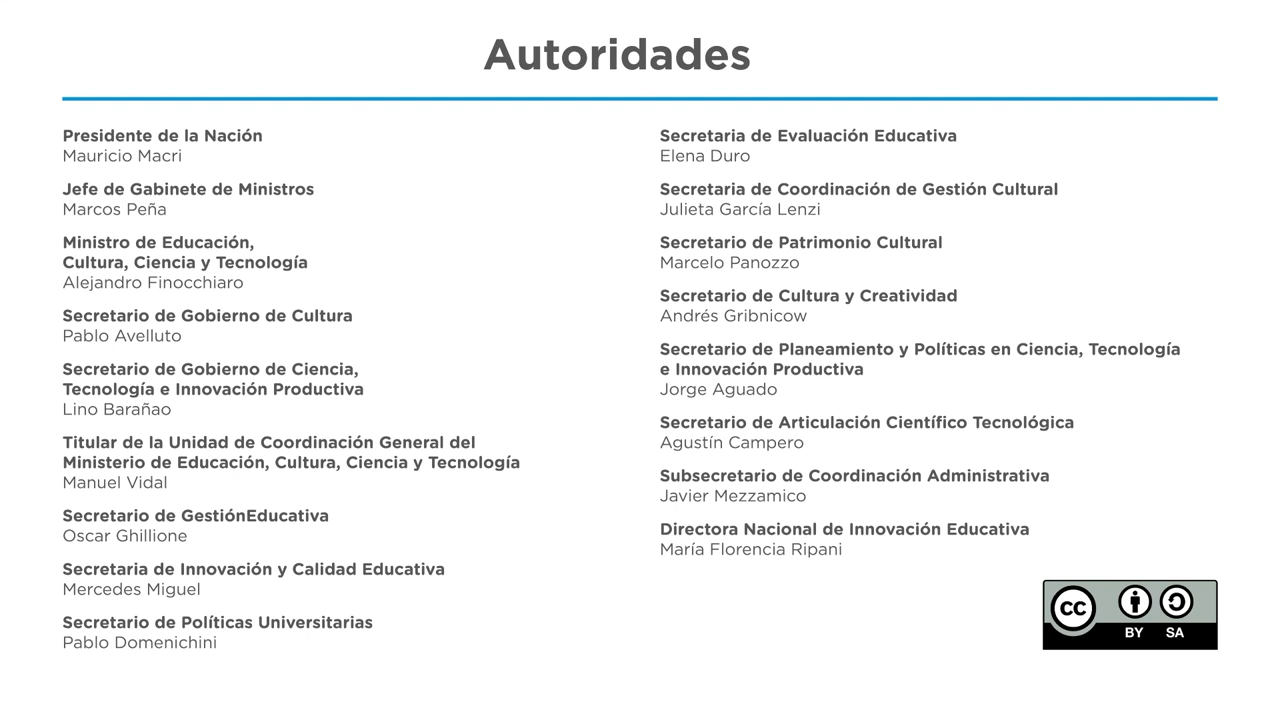 Autoridades
Presidente de la Nación
Mauricio Macri
Jefe de Gabinete de Ministros
Marcos Peña
Ministro de Educación,
Cultura, Ciencia y Tecnología
Alejandro Finocchiaro
Secretario de Gobierno de Cultura
Pablo Avelluto
Secretario de Gobierno de Ciencia,
Tecnología e Innovación Productiva
Lino Barañao
Titular de la Unidad de Coordinación General del
Ministerio de Educación, Cultura, Ciencia y Tecnología
Manuel Vidal
Secretario de GestiónEducativa
Oscar Ghillione
Secretaria de Innovación y Calidad Educativa
Mercedes Miguel
Secretario de Políticas Universitarias
Pablo Domenichini
Secretaria de Evaluación Educativa
Elena Duro
Secretaria de Coordinación de Gestión Cultural
Julieta García Lenzi
Secretario de Patrimonio Cultural
Marcelo Panozzo
Secretario de Cultura y Creatividad
Andrés Gribnicow
Secretario de Planeamiento y Políticas en Ciencia, Tecnología
e Innovación Productiva
Jorge Aguado
Secretario de Articulación Científico Tecnológica
Agustín Campero
Subsecretario de Coordinación Administrativa
Javier Mezzamico
Directora Nacional de Innovación Educativa
María Florencia Ripani
CC
BY SA